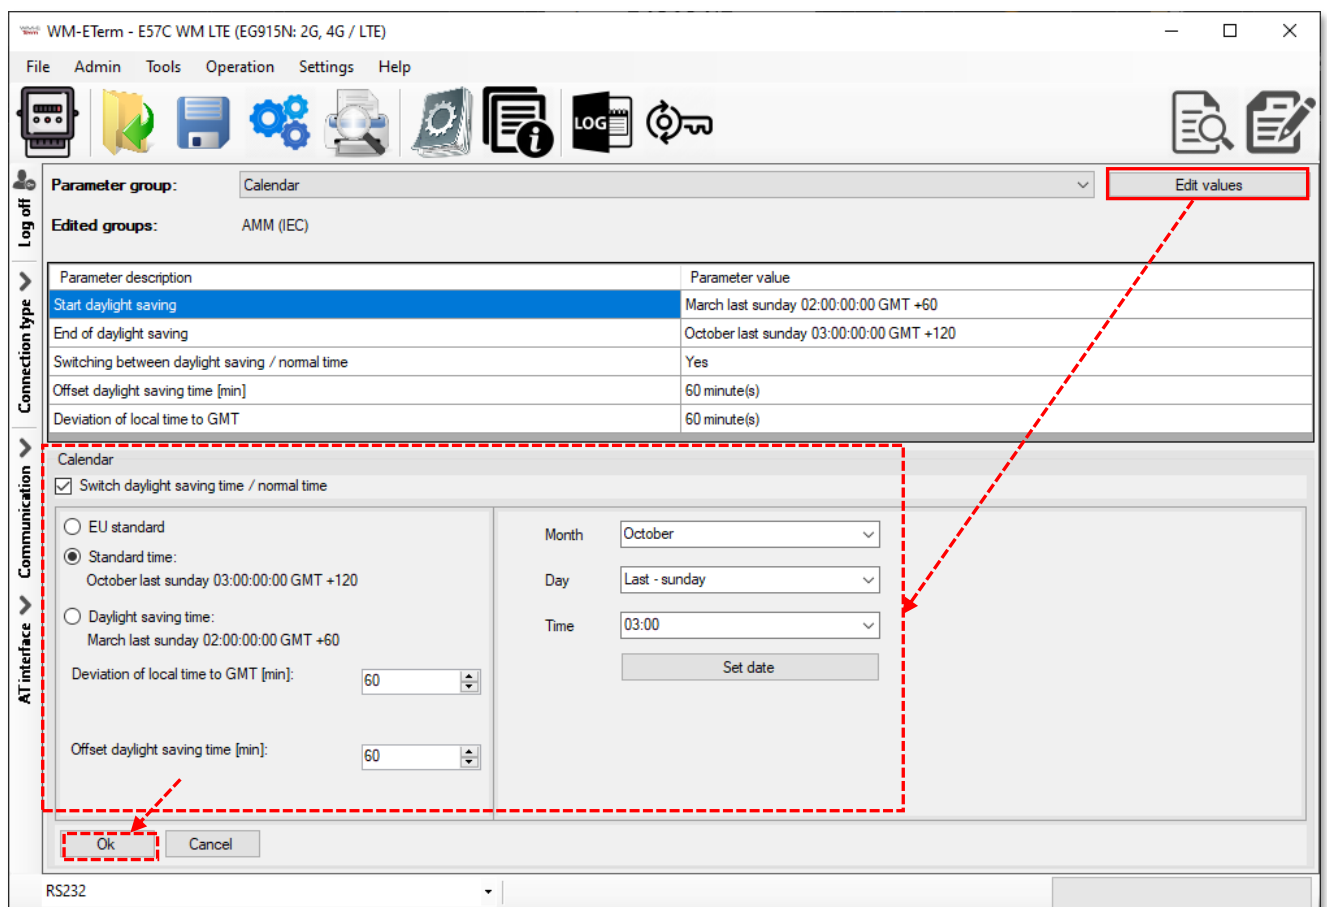 WM-ETerm - E57C WM LTE (EG915N: 2G, 4G / LTE)
File Admin Tools Operation Settings Help
LOG
Parameter group: Calendar Edit values
Edited groups: AMM (IEC)
Log off
Connection type
Communication
AT interface
Parameter description Parameter value
Start daylight saving March last sunday 02:00:00:00 GMT +60
End of daylight saving October last sunday 03:00:00:00 GMT +120
Switching between daylight saving / normal time Yes
Offset daylight saving time [min] 60 minute(s)
Deviation of local time to GMT 60 minute(s)
Calendar
Switch daylight saving time / normal time
EU standard
Standard time:
October last sunday 03:00:00:00 GMT +120
Daylight saving time:
March last sunday 02:00:00:00 GMT +60
Deviation of local time to GMT [min]: 60
Offset daylight saving time [min]: 60
Month October
Day Last - sunday
Time 03:00
Set date
Ok Cancel
RS232